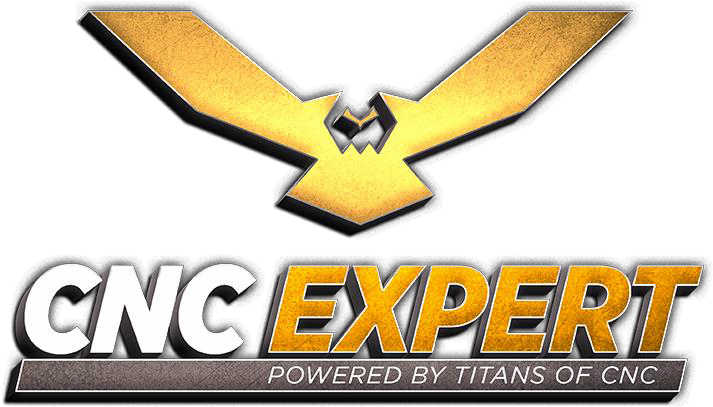 CNC EXPERT
POWERED BY TITANS OF CNC